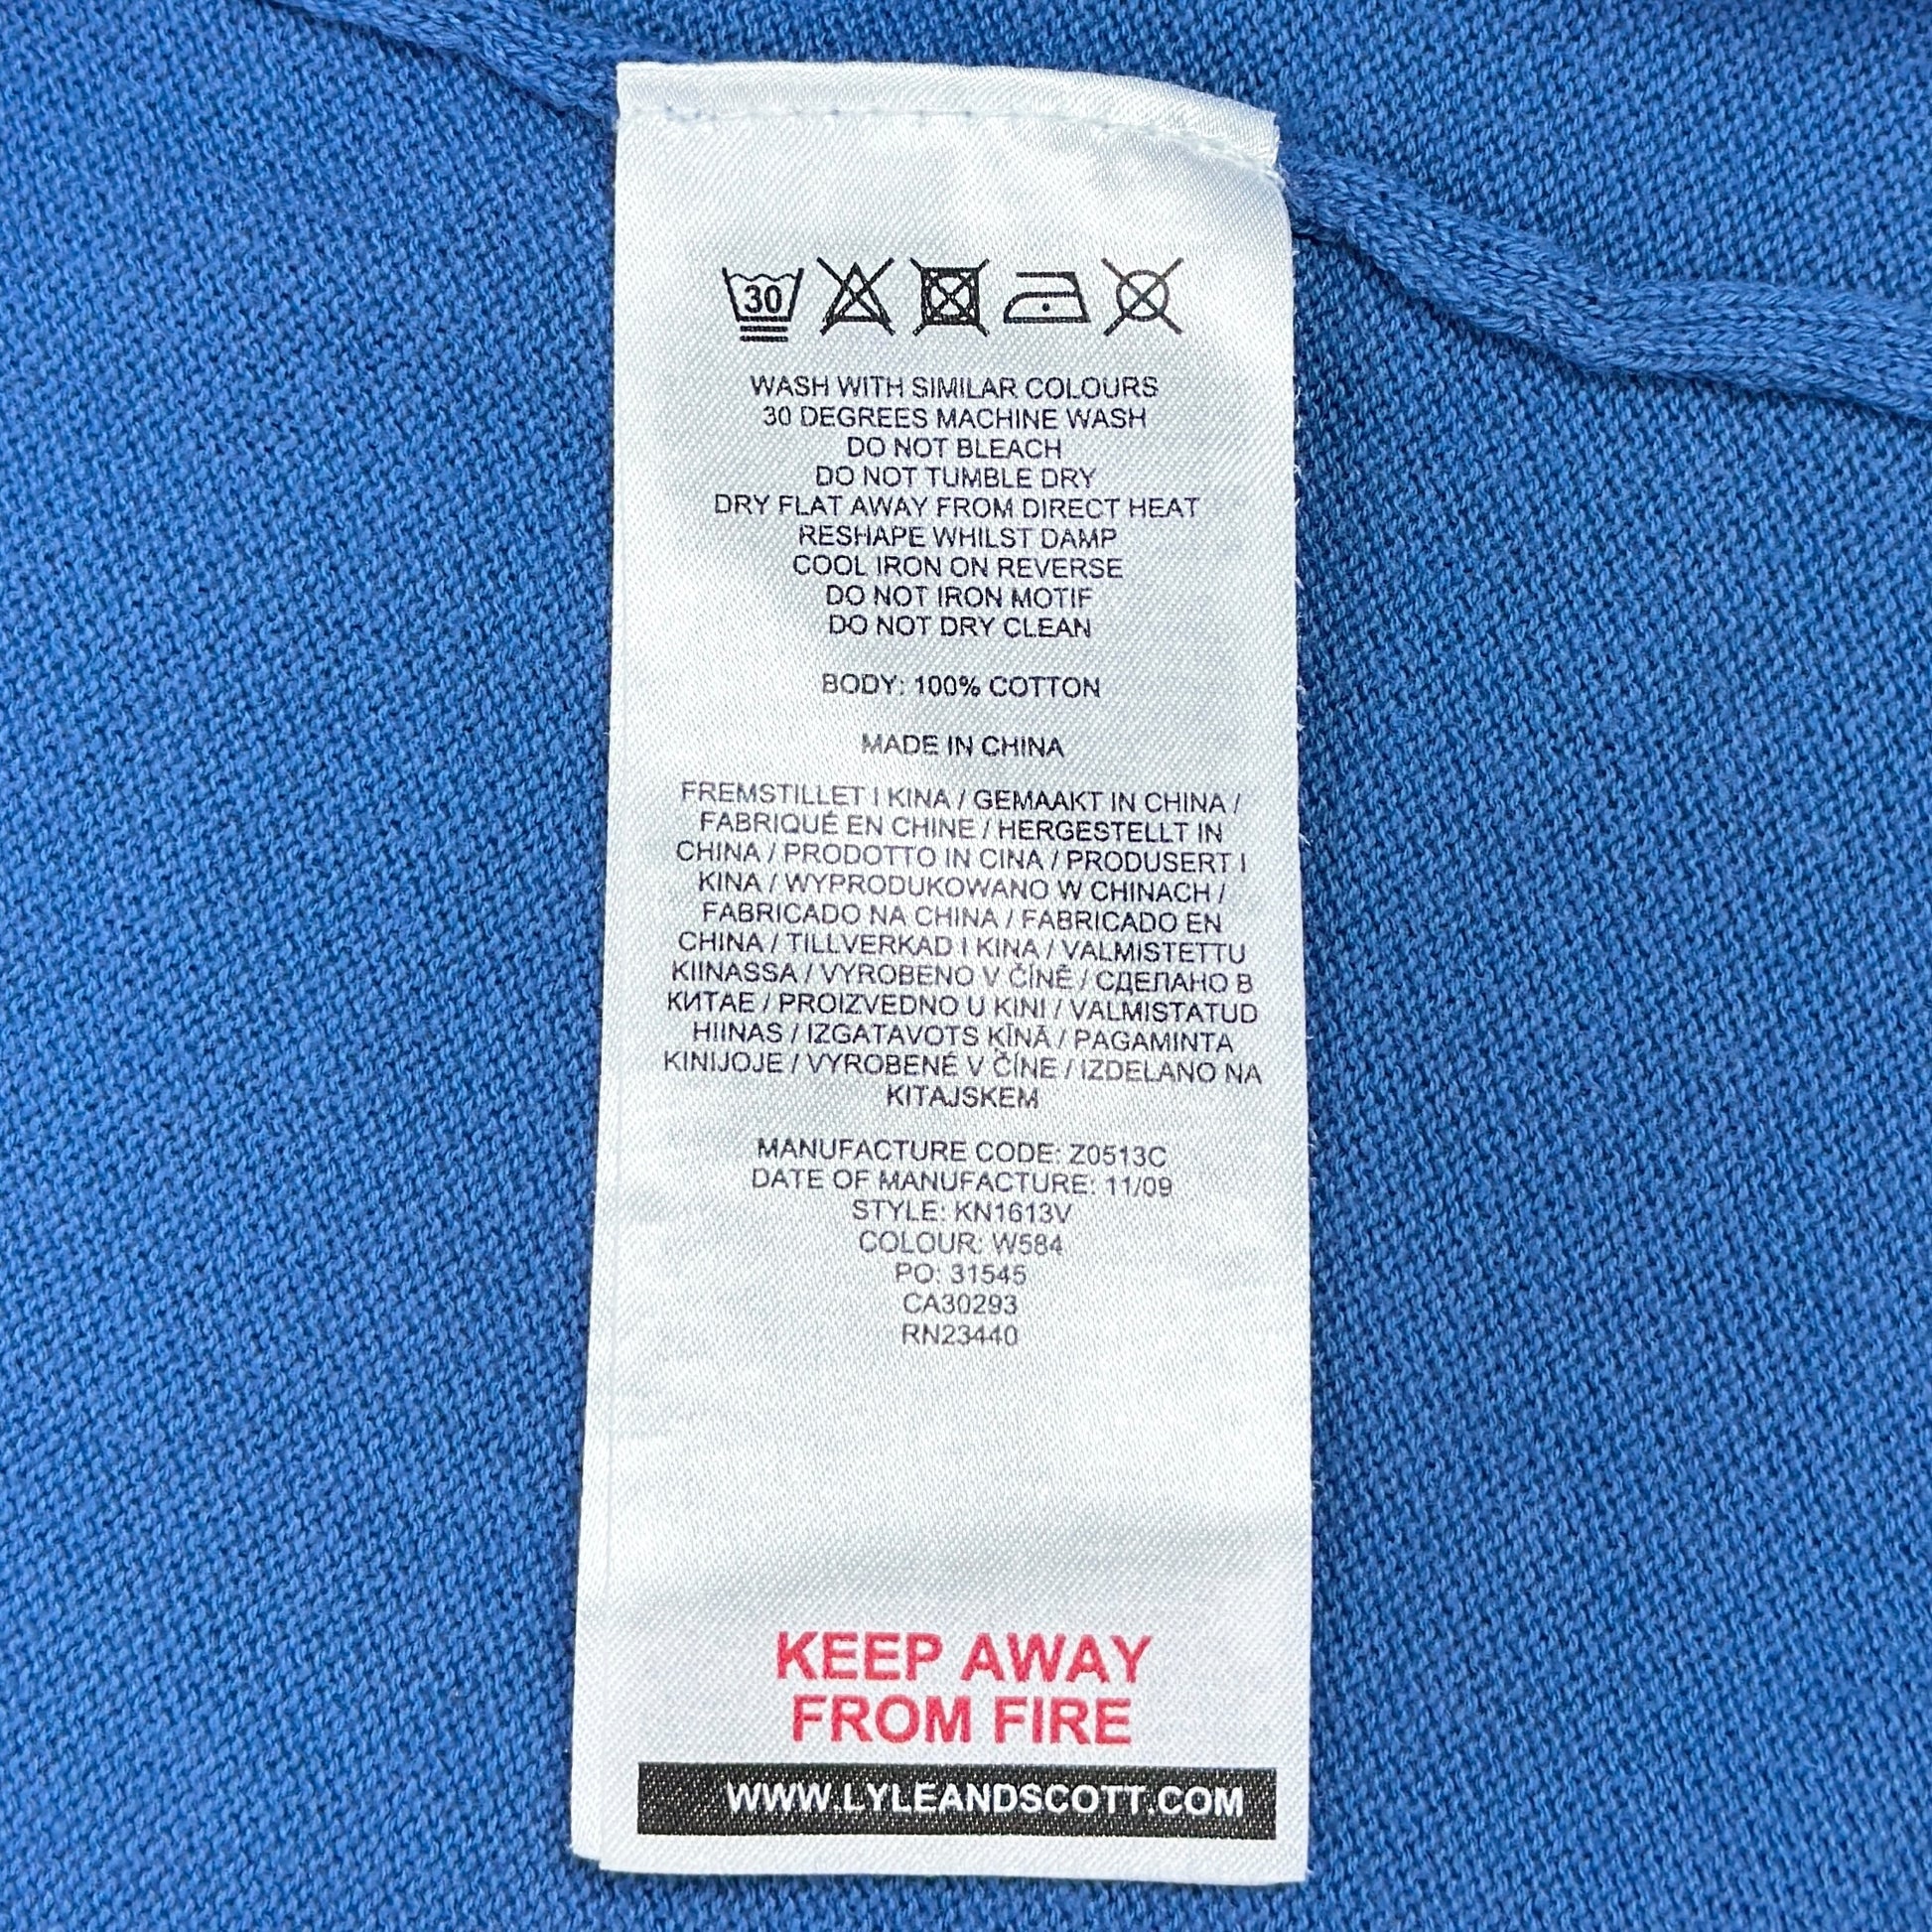 30
WASH WITH SIMILAR COLOURS
30 DEGREES MACHINE WASH
DO NOT BLEACH
DO NOT TUMBLE DRY
DRY FLAT AWAY FROM DIRECT HEAT
RESHAPE WHILST DAMP
COOL IRON ON REVERSE
DO NOT IRON MOTIF
DO NOT DRY CLEAN
BODY: 100% COTTON
MADE IN CHINA
FREMSTILLET I KINA / GEMAAKT IN CHINA /
FABRIQUÉ EN CHINE / HERGESTELLT IN
CHINA / PRODOTTO IN CINA / PRODUSERT I
KINA / WYPRODUKOWANO W CHINACH /
FABRICADO NA CHINA / FABRICADO EN
CHINA / TILLVERKAD I KINA / VALMISTETTU
KIINASSA / VYROBENO V ČÍNĚ / СДЕЛАНО В
КИТАЕ / PROIZVEDNO U KINI / VALMISTATUD
HIINAS / IZGATAVOTS ĶĪNĀ / PAGAMINTA
KINIJOJE / VYROBENÉ V ČÍNE / IZDELANO NA
KITAJSKEM
MANUFACTURE CODE: Z0513C
DATE OF MANUFACTURE: 11/09
STYLE: KN1613V
COLOUR: W584
PO: 31545
CA30293
RN23440
KEEP AWAY
FROM FIRE
WWW.LYLEANDSCOTT.COM